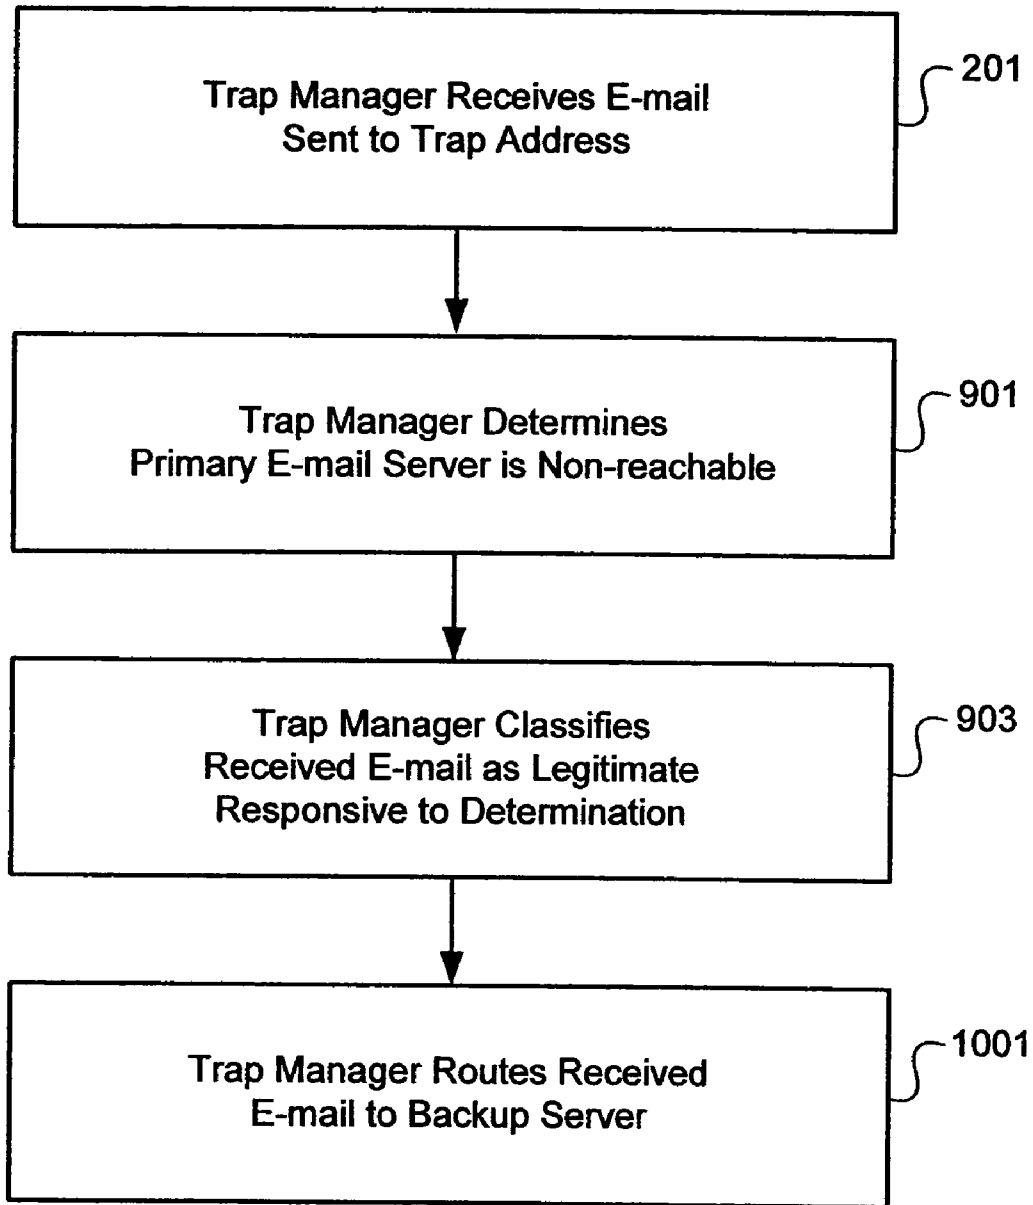 Trap Manager Receives E-mail
Sent to Trap Address
201
Trap Manager Determines
Primary E-mail Server is Non-reachable
901
Trap Manager Classifies
Received E-mail as Legitimate
Responsive to Determination
903
Trap Manager Routes Received
E-mail to Backup Server
1001